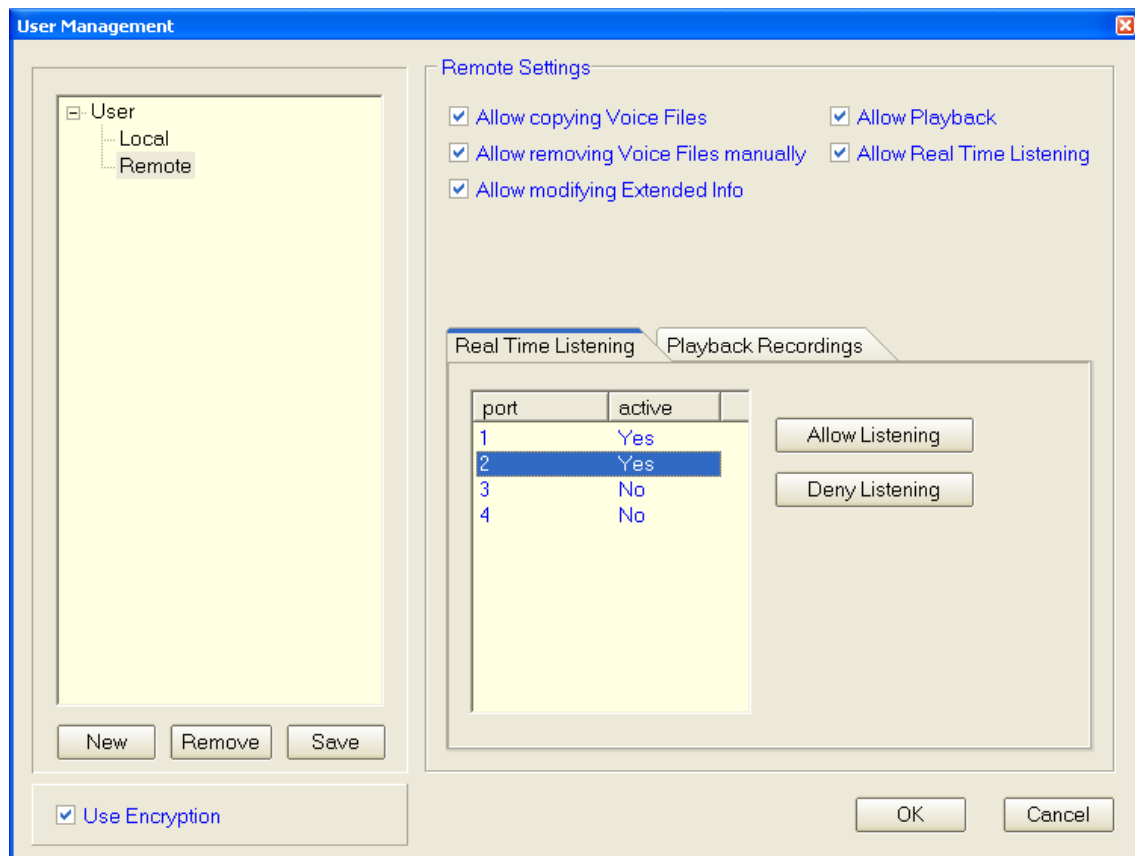 User Management
User
Local
Remote
New Remove Save
Use Encryption
Remote Settings
Allow copying Voice Files Allow Playback
Allow removing Voice Files manually Allow Real Time Listening
Allow modifying Extended Info
Real Time Listening Playback Recordings
port active
1 Yes
2 Yes
3 No
4 No
Allow Listening
Deny Listening
OK Cancel